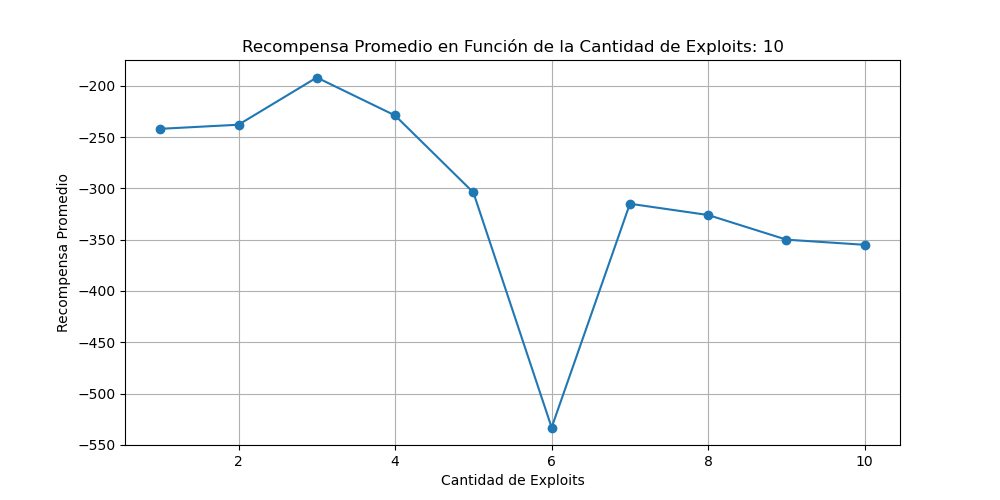 Recompensa Promedio en Función de la Cantidad de Exploits: 10
Recompensa Promedio
−200
−250
−300
−350
−400
−450
−500
−550
2 4 6 8 10
Cantidad de Exploits